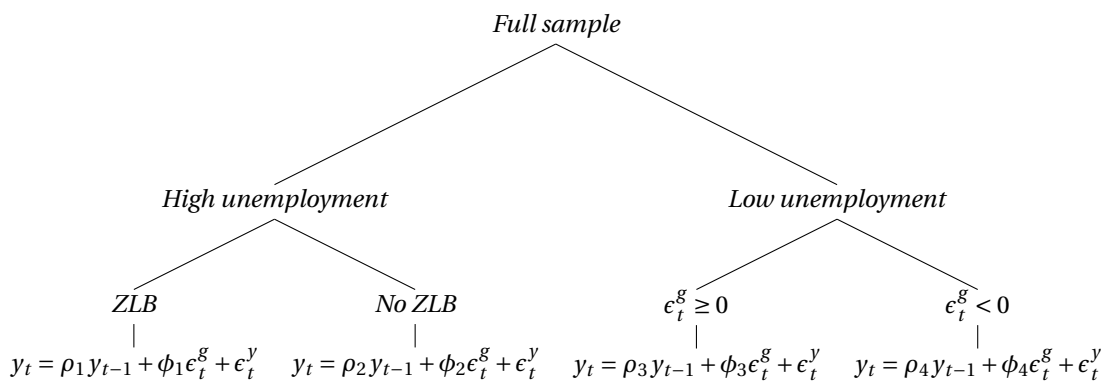 Full sample
High unemployment Low unemployment
ZLB No ZLB ϵ_t^g ≥ 0 ϵ_t^g < 0
y_t = ρ_1 y_{t−1} + ϕ_1 ϵ_t^g + ϵ_t^y y_t = ρ_2 y_{t−1} + ϕ_2 ϵ_t^g + ϵ_t^y y_t = ρ_3 y_{t−1} + ϕ_3 ϵ_t^g + ϵ_t^y y_t = ρ_4 y_{t−1} + ϕ_4 ϵ_t^g + ϵ_t^y